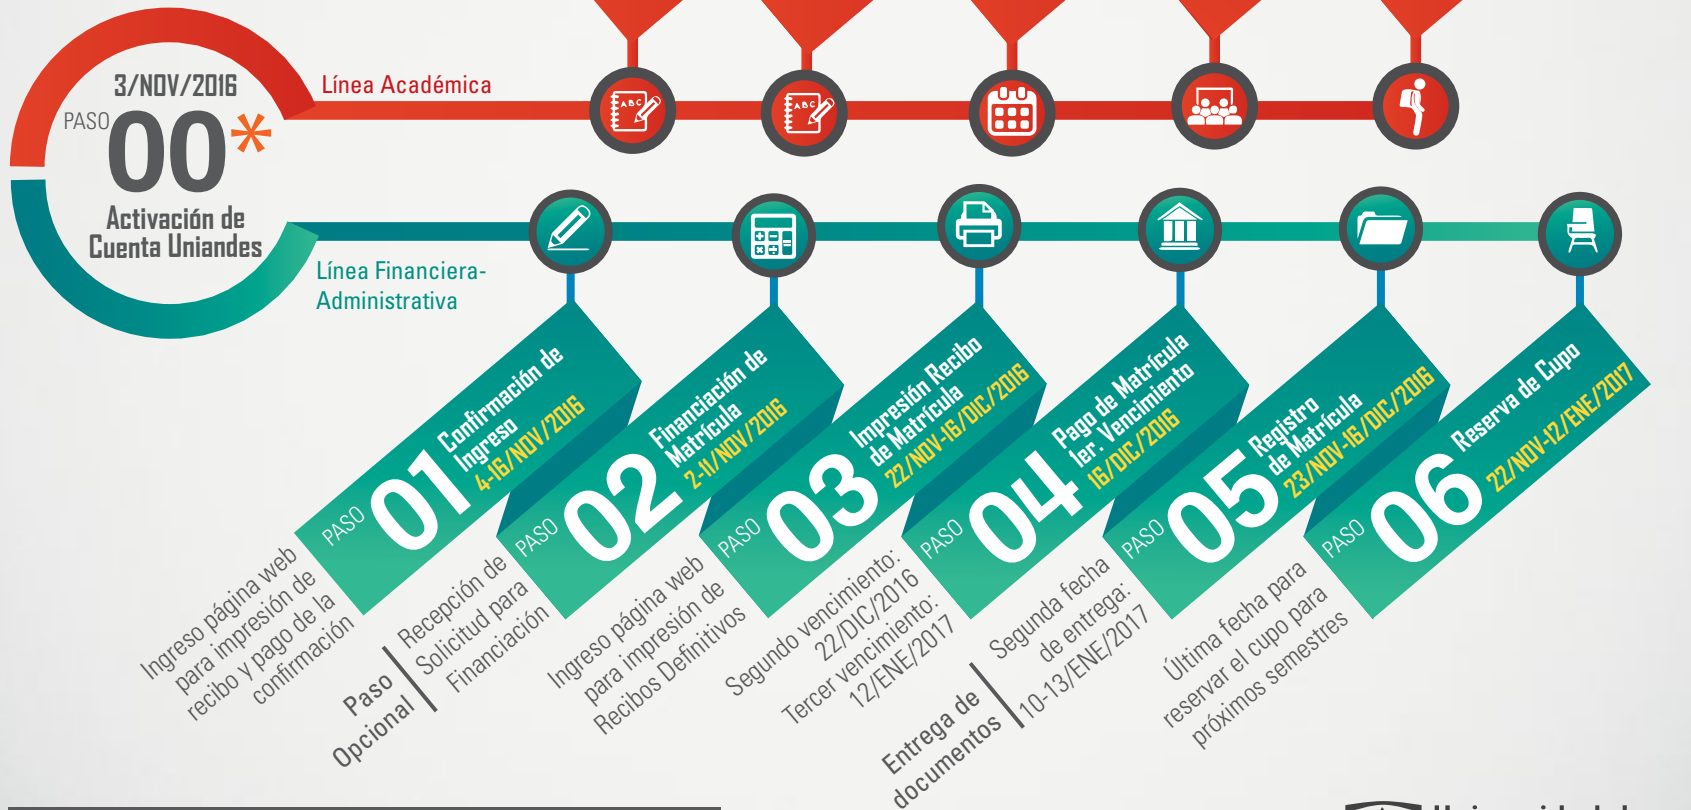 3/NOV/2016
PASO
00*
Activación de
Cuenta Uniandes
Línea Académica
ABC
ABC
Línea Financiera-
Administrativa
PASO
01
Confirmación de
Ingreso
4-16/NOV/2016
Ingreso página web
para impresión de
recibo y pago de la
confirmación
PASO
02
Financiación de
Matrícula
2-11/NOV/2016
Paso
Opcional
Recepción de
Solicitud para
Financiación
PASO
03
Impresión Recibo
de Matrícula
22/NOV-16/DIC/2016
Ingreso página web
para impresión de
Recibos Definitivos
PASO
04
Pago de Matrícula
1er. Vencimiento
16/DIC/2016
Segundo vencimiento:
22/DIC/2016
Tercer vencimiento:
12/ENE/2017
PASO
05
Registro
de Matrícula
23/NOV-16/DIC/2016
Entrega de
documentos
Segunda fecha
de entrega:
10-13/ENE/2017
PASO
06
Reserva de Cupo
22/NOV-12/ENE/2017
Última fecha para
reservar el cupo para
próximos semestres